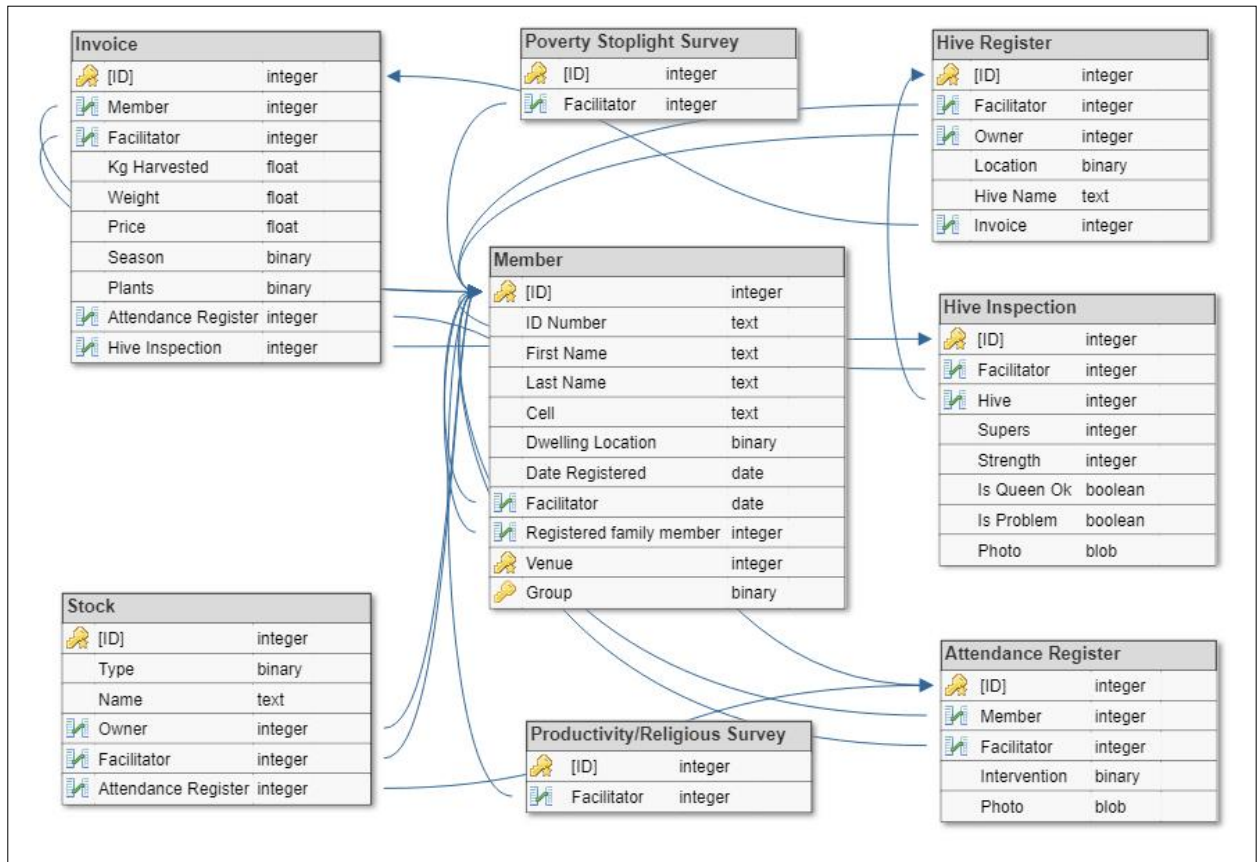 Invoice
[ID] integer
Member integer
Facilitator integer
Kg Harvested float
Weight float
Price float
Season binary
Plants binary
Attendance Register integer
Hive Inspection integer
Poverty Stoplight Survey
[ID] integer
Facilitator integer
Hive Register
[ID] integer
Facilitator integer
Owner integer
Location binary
Hive Name text
Invoice integer
Member
[ID] integer
ID Number text
First Name text
Last Name text
Cell text
Dwelling Location binary
Date Registered date
Facilitator date
Registered family member integer
Venue integer
Group binary
Hive Inspection
[ID] integer
Facilitator integer
Hive integer
Supers integer
Strength integer
Is Queen Ok boolean
Is Problem boolean
Photo blob
Stock
[ID] integer
Type binary
Name text
Owner integer
Facilitator integer
Attendance Register integer
Productivity/Religious Survey
[ID] integer
Facilitator integer
Attendance Register
[ID] integer
Member integer
Facilitator integer
Intervention binary
Photo blob